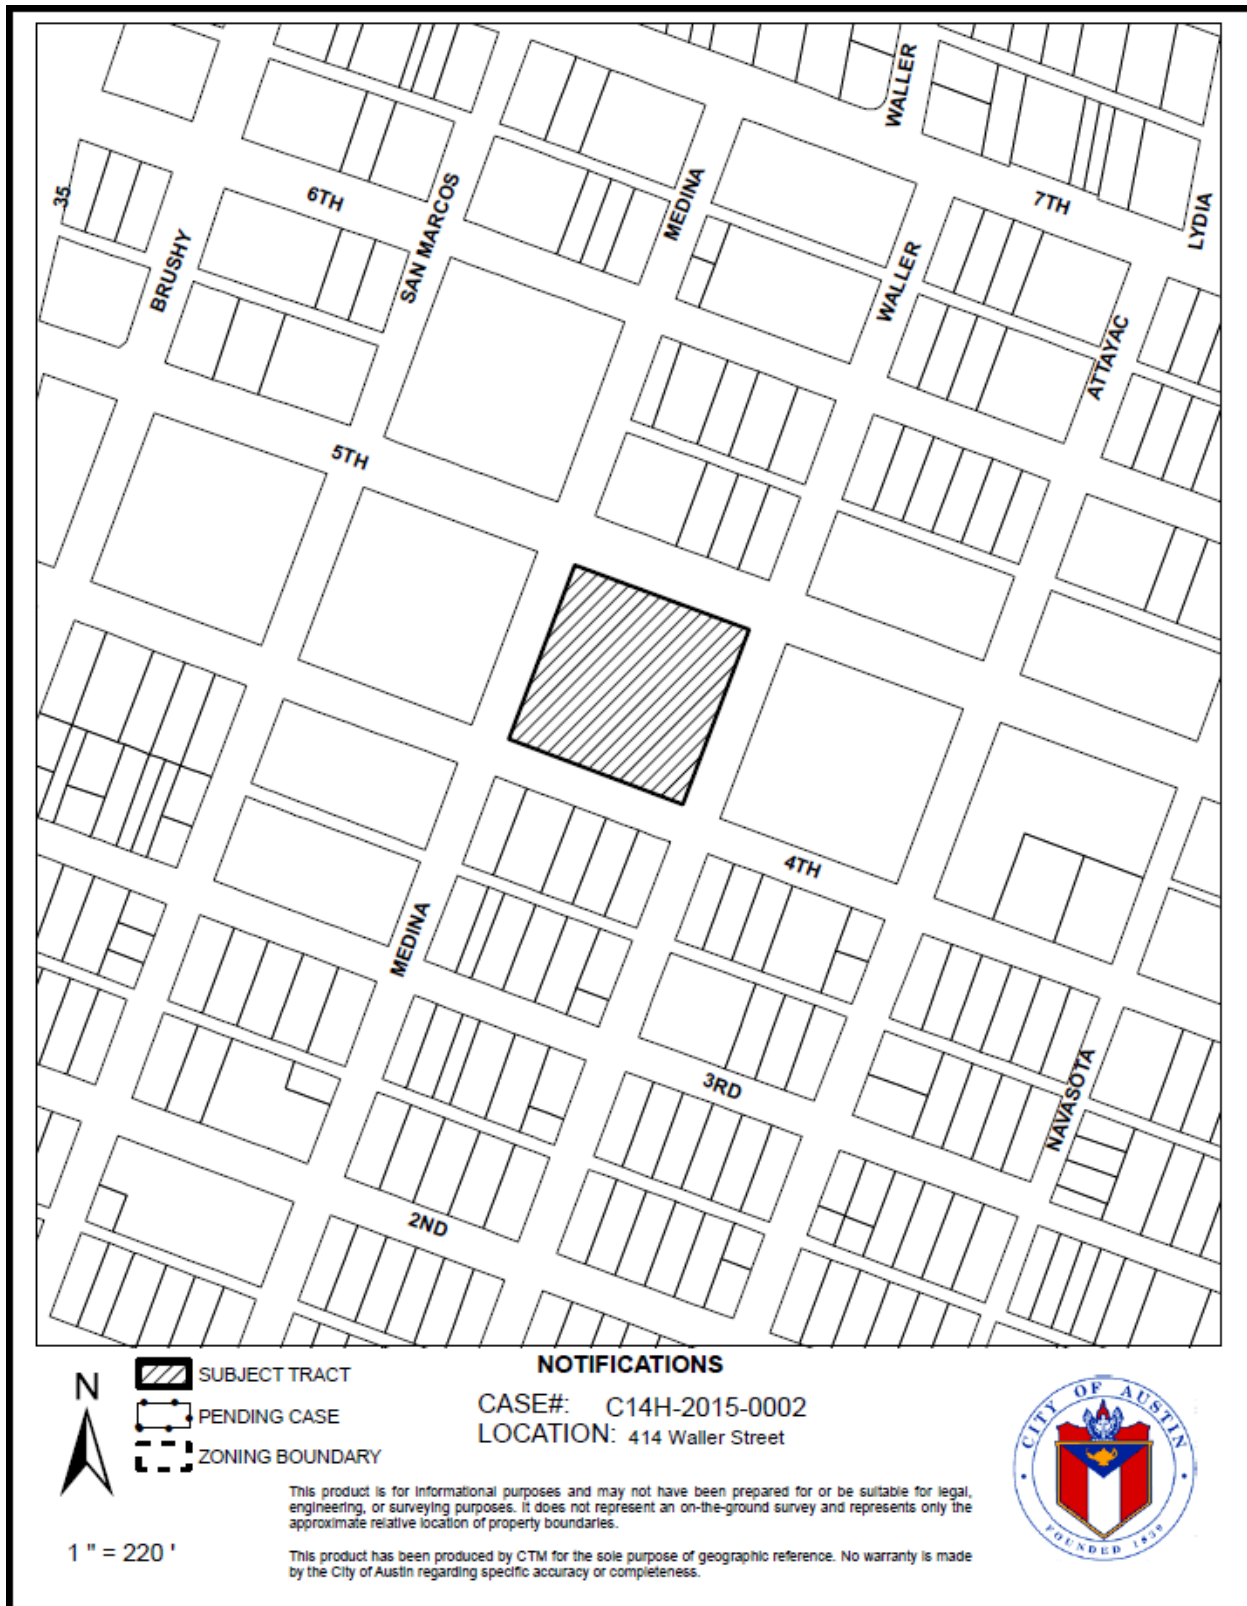 WALLER
35
6TH
SAN MARCOS
MEDINA
7TH
LYDIA
BRUSHY
WALLER
ATTAYAC
5TH
4TH
MEDINA
3RD
NAVASOTA
2ND
N
SUBJECT TRACT
PENDING CASE
ZONING BOUNDARY
1 " = 220 '
NOTIFICATIONS
CASE#: C14H-2015-0002
LOCATION: 414 Waller Street
This product is for informational purposes and may not have been prepared for or be suitable for legal,
engineering, or surveying purposes. It does not represent an on-the-ground survey and represents only the
approximate relative location of property boundaries.
This product has been produced by CTM for the sole purpose of geographic reference. No warranty is made
by the City of Austin regarding specific accuracy or completeness.
CITY OF AUSTIN
FOUNDED 1839